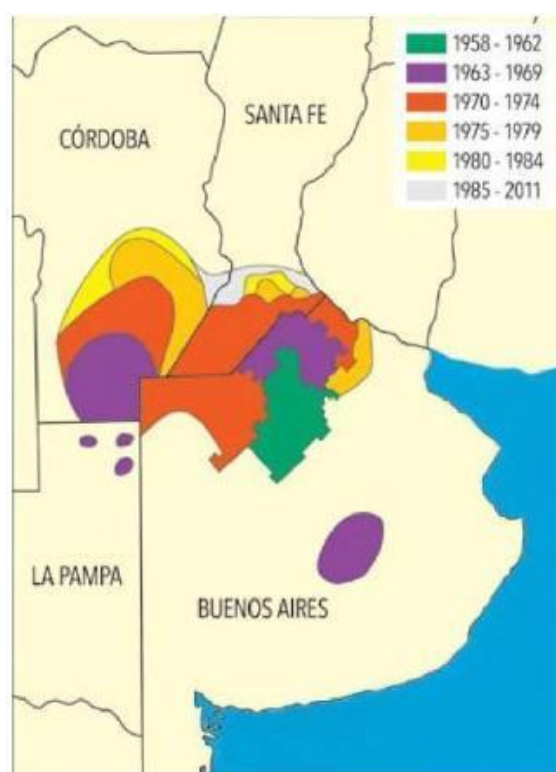 1958 - 1962
1963 - 1969
1970 - 1974
1975 - 1979
1980 - 1984
1985 - 2011
SANTA FE
CÓRDOBA
LA PAMPA
BUENOS AIRES